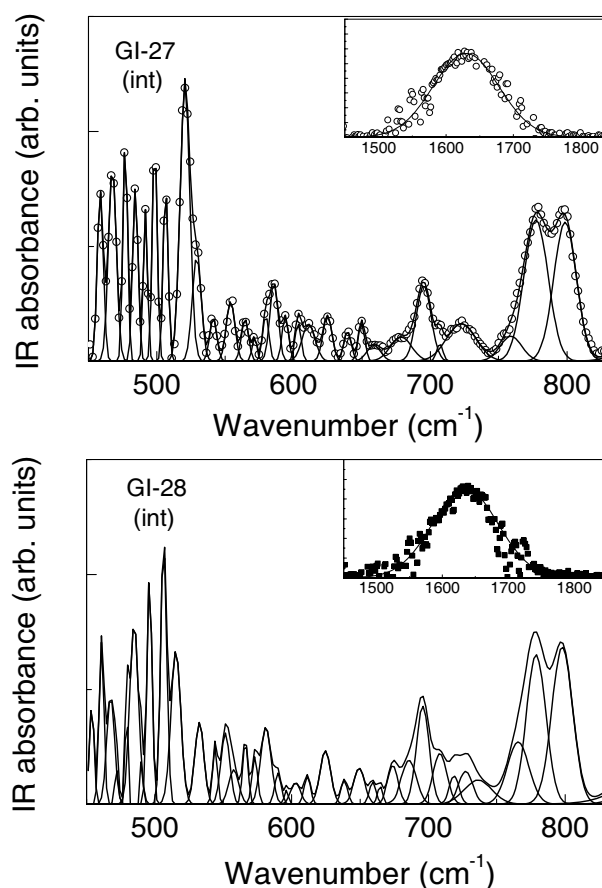 GI-27
(int)
IR absorbance (arb. units)
1500 1600 1700 1800
500 600 700 800
Wavenumber (cm⁻¹)
GI-28
(int)
IR absorbance (arb. units)
1500 1600 1700 1800
500 600 700 800
Wavenumber (cm⁻¹)